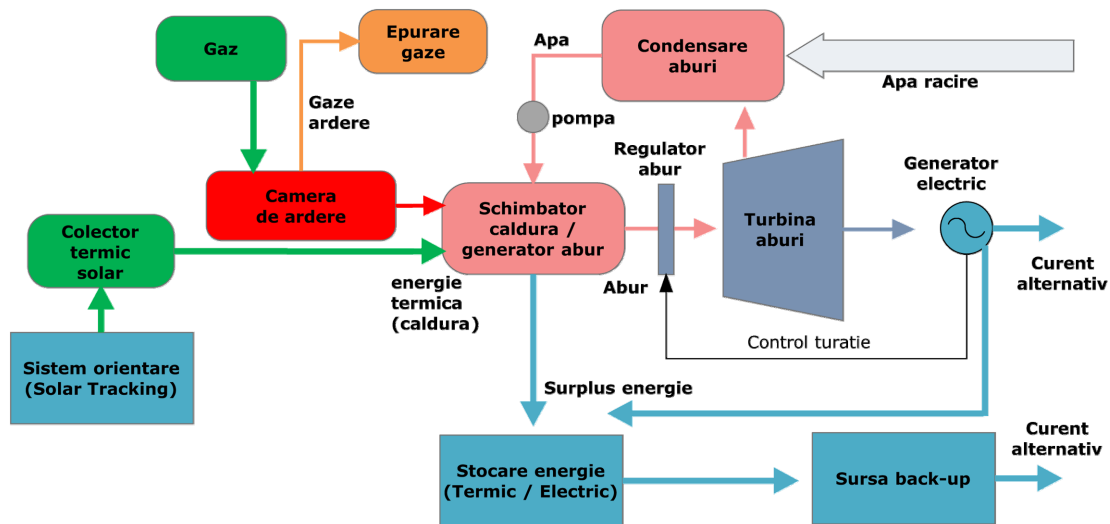 Gaz
Epurare
gaze
Apa
Condensare
aburi
Apa racire
Gaze
ardere
pompa
Regulator
abur
Generator
electric
Camera
de ardere
Schimbator
caldura /
generator abur
Turbina
aburi
Colector
termic
solar
energie
termica
(caldura)
Abur
Curent
alternativ
Control turatie
Sistem orientare
(Solar Tracking)
Surplus energie
Stocare energie
(Termic / Electric)
Sursa back-up
Curent
alternativ